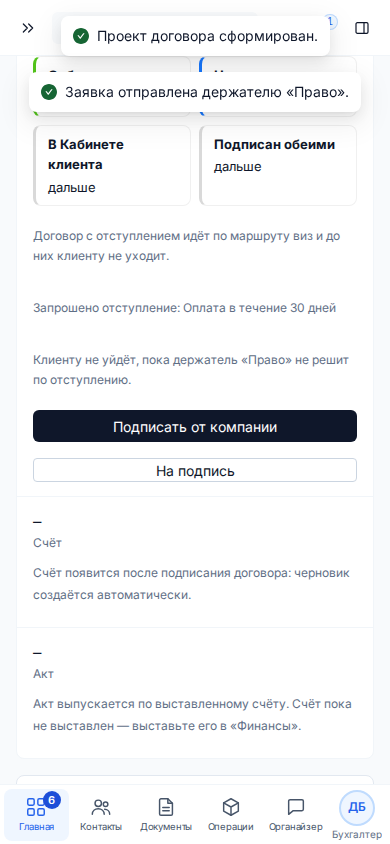 Проект договора сформирован.
1
Заявка отправлена держателю «Право».
В Кабинете
клиента
дальше
Подписан обеими
дальше
Договор с отступлением идёт по маршруту виз и до
них клиенту не уходит.
Запрошено отступление: Оплата в течение 30 дней
Клиенту не уйдёт, пока держатель «Право» не решит
по отступлению.
Подписать от компании
На подпись
—
Счёт
Счёт появится после подписания договора: черновик
создаётся автоматически.
—
Акт
Акт выпускается по выставленному счёту. Счёт пока
не выставлен — выставьте его в «Финансы».
6
Главная
Контакты
Документы
Операции
Органайзер
ДБ
Бухгалтер